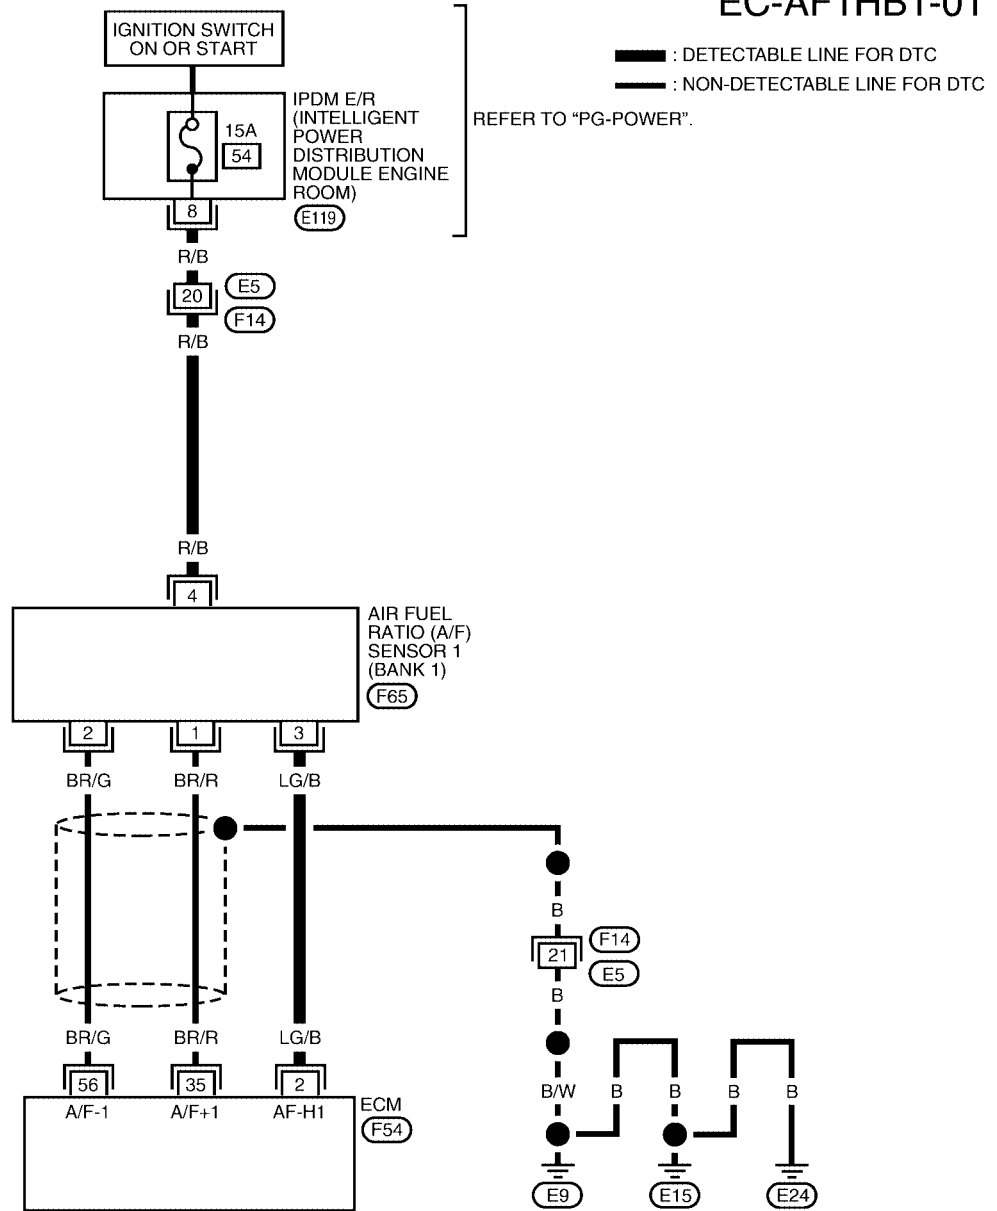 EC-AF1HB1-01
IGNITION SWITCH
ON OR START
: DETECTABLE LINE FOR DTC
: NON-DETECTABLE LINE FOR DTC
IPDM E/R
(INTELLIGENT
POWER
DISTRIBUTION
MODULE ENGINE
ROOM)
E119
15A
54
REFER TO “PG-POWER”.
8
R/B
20
E5
F14
R/B
R/B
4
AIR FUEL
RATIO (A/F)
SENSOR 1
(BANK 1)
F65
2 1 3
BR/G BR/R LG/B
B
21
F14
E5
B
BR/G BR/R LG/B
56 35 2
A/F-1 A/F+1 AF-H1
ECM
F54
B/W B B B B
E9 E15 E24